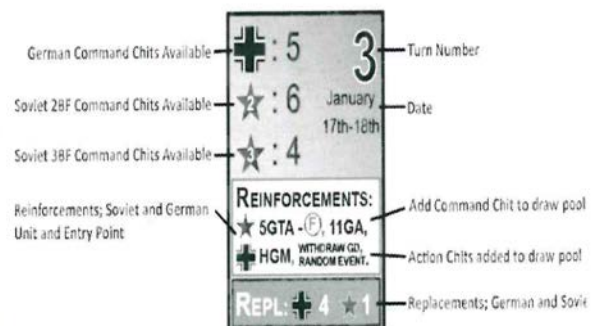 German Command Chits Available
: 5
3
Turn Number
Soviet 2BF Command Chits Available
2 : 6
January
17th-18th
Date
Soviet 3BF Command Chits Available
3 : 4
REINFORCEMENTS:
Reinforcements; Soviet and German
Unit and Entry Point
5GTA - F, 11GA,
Add Command Chit to draw pool
HGM, WITHDRAW GD,
RANDOM EVENT.
Action Chits added to draw pool
REPL: 4 1
Replacements; German and Sovie